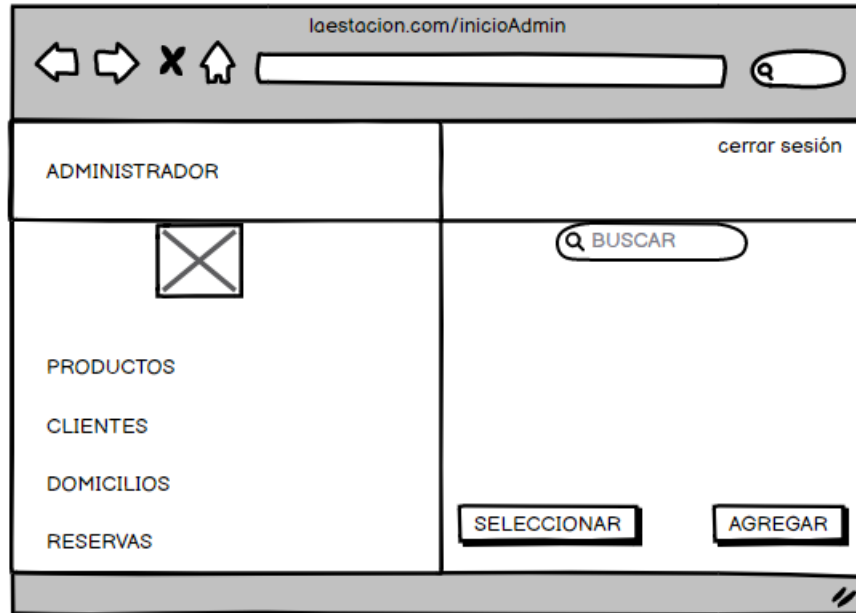 laestacion.com/inicioAdmin
cerrar sesión
ADMINISTRADOR
BUSCAR
PRODUCTOS
CLIENTES
DOMICILIOS
RESERVAS
SELECCIONAR
AGREGAR